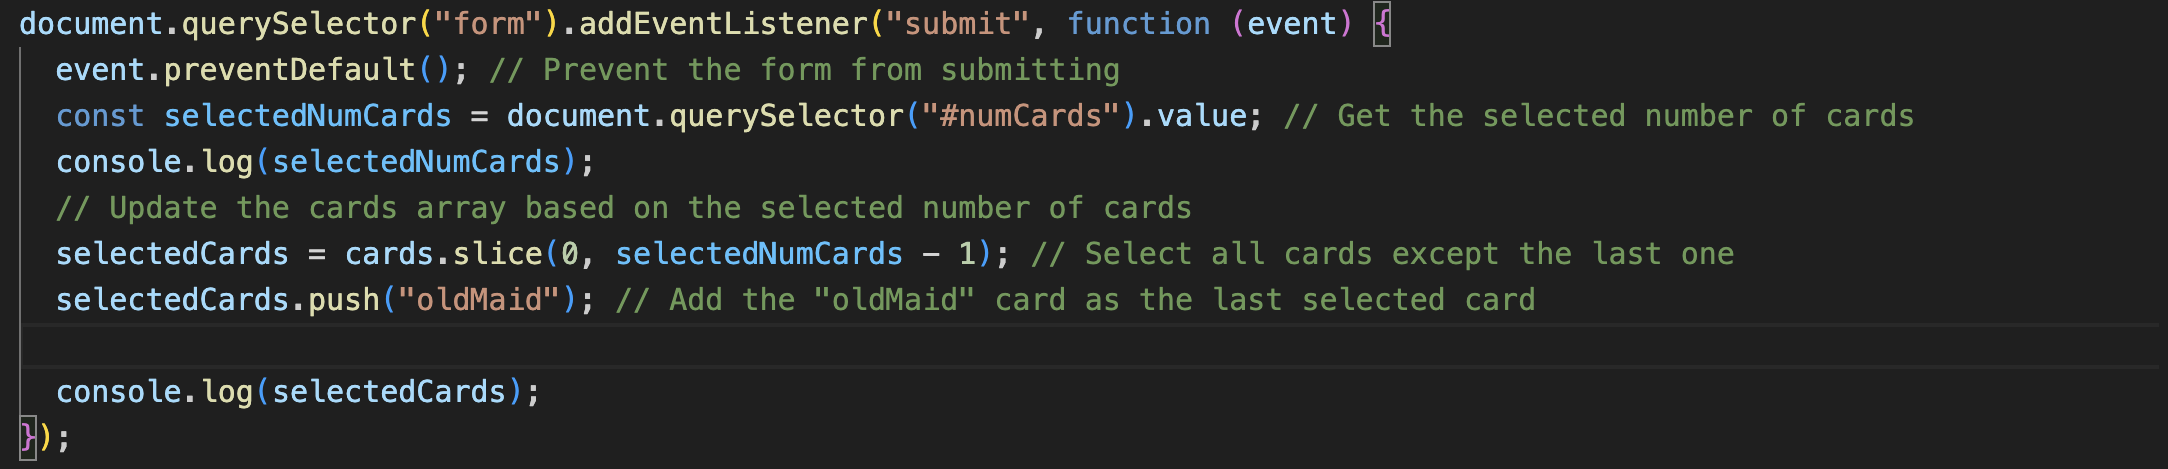 document.querySelector("form").addEventListener("submit", function (event) {
  event.preventDefault(); // Prevent the form from submitting
  const selectedNumCards = document.querySelector("#numCards").value; // Get the selected number of cards
  console.log(selectedNumCards);
  // Update the cards array based on the selected number of cards
  selectedCards = cards.slice(0, selectedNumCards - 1); // Select all cards except the last one
  selectedCards.push("oldMaid"); // Add the "oldMaid" card as the last selected card
  console.log(selectedCards);
});